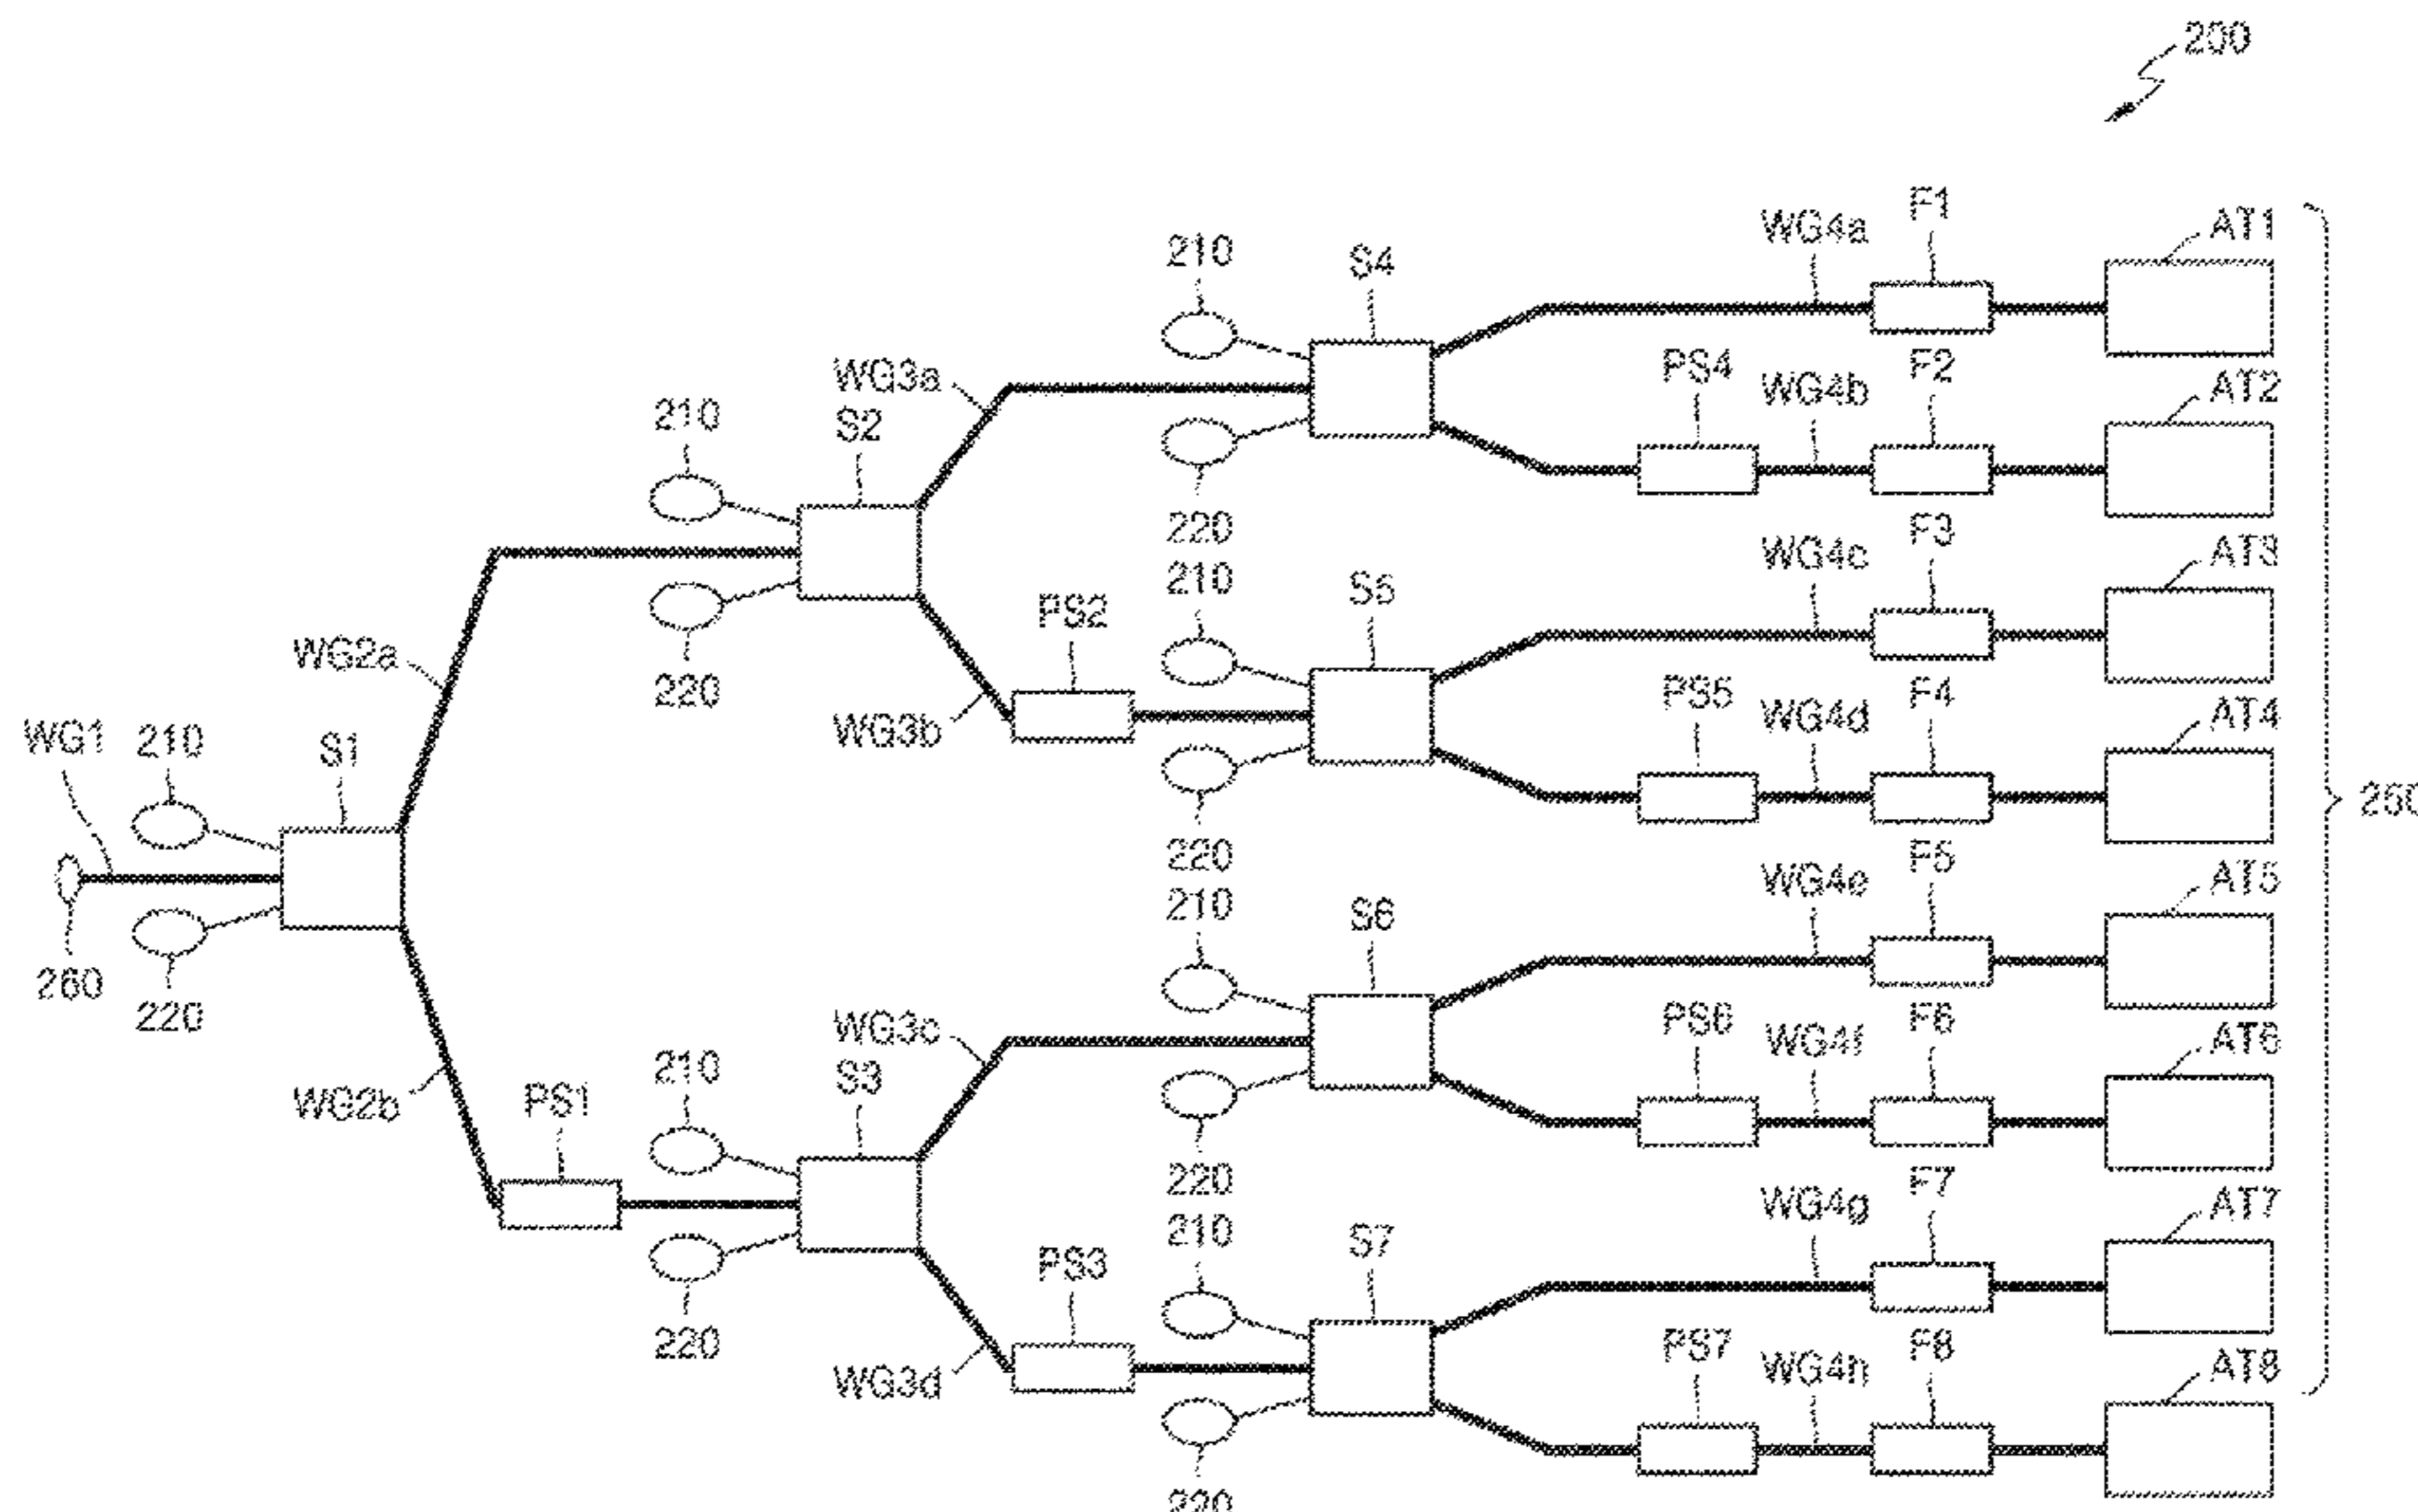 200
F1
WG4a
AT1
210
S4
WG3a
PS4
WG4b
F2
AT2
210
S2
220
F3
210
WG4c
AT3
S5
PS2
WG2a
220
PS5
WG4d
F4
AT4
WG3b
WG1
210
S1
220
F5
WG4e
AT5
210
S6
260
220
WG3c
PS6
WG4f
F6
AT6
210
S3
WG2b
PS1
220
F7
210
WG4g
AT7
S7
PS3
220
PS7
WG4h
F8
AT8
WG3d